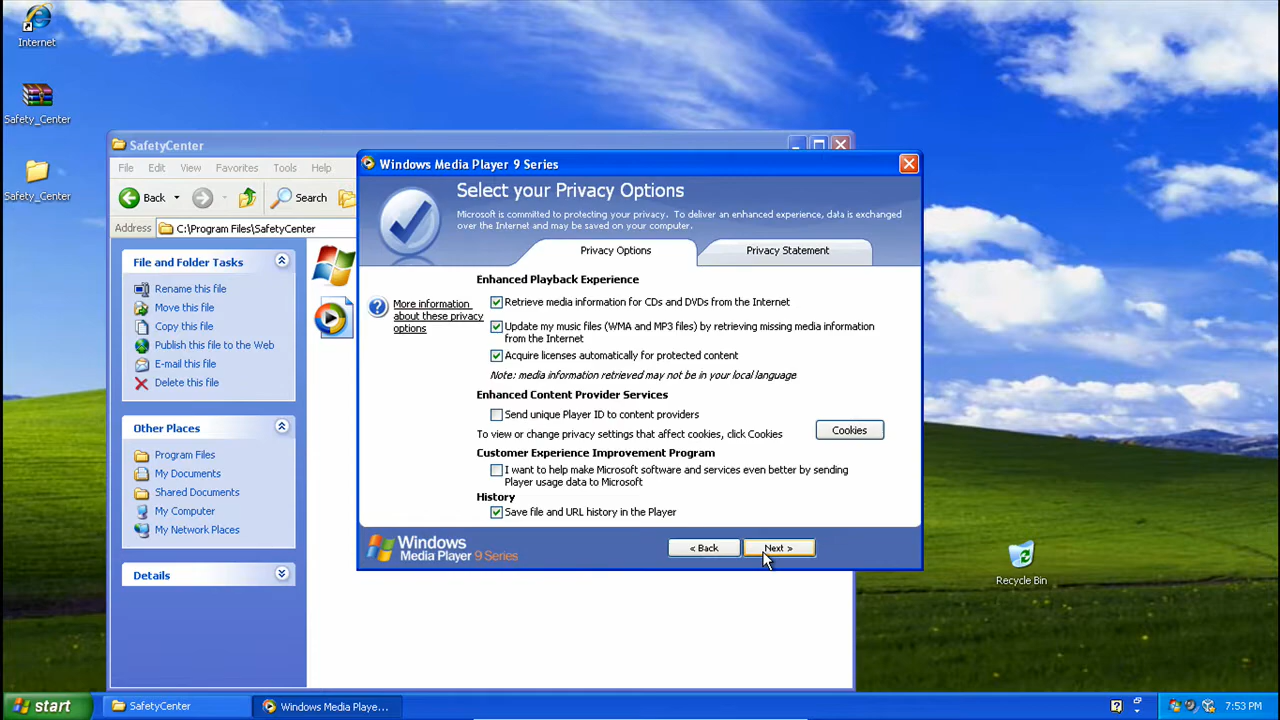 Internet
Safety_Center
Safety_Center
SafetyCenter
File Edit View Favorites Tools Help
Back Search
Address C:\Program Files\SafetyCenter
File and Folder Tasks
Rename this file
Move this file
Copy this file
Publish this file to the Web
E-mail this file
Delete this file
Other Places
Program Files
My Documents
Shared Documents
My Computer
My Network Places
Details
Windows Media Player 9 Series
Select your Privacy Options
Microsoft is committed to protecting your privacy. To deliver an enhanced experience, data is exchanged
over the Internet and may be saved on your computer.
Privacy Options Privacy Statement
More information
about these privacy
options
Enhanced Playback Experience
Retrieve media information for CDs and DVDs from the Internet
Update my music files (WMA and MP3 files) by retrieving missing media information
from the Internet
Acquire licenses automatically for protected content
Note: media information retrieved may not be in your local language
Enhanced Content Provider Services
Send unique Player ID to content providers
To view or change privacy settings that affect cookies, click Cookies
Cookies
Customer Experience Improvement Program
I want to help make Microsoft software and services even better by sending
Player usage data to Microsoft
History
Save file and URL history in the Player
Windows
Media Player 9 Series
< Back Next >
Recycle Bin
start SafetyCenter Windows Media Playe... 7:53 PM